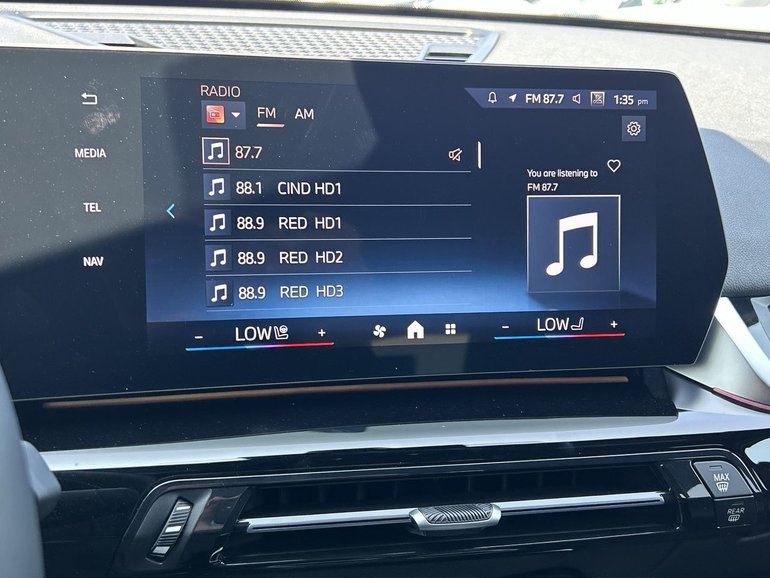 RADIO
FM 87.7 1:35 pm
FM AM
87.7
88.1 CIND HD1
88.9 RED HD1
88.9 RED HD2
88.9 RED HD3
You are listening to
FM 87.7
MEDIA
TEL
NAV
- LOW +
- LOW +
MAX
REAR